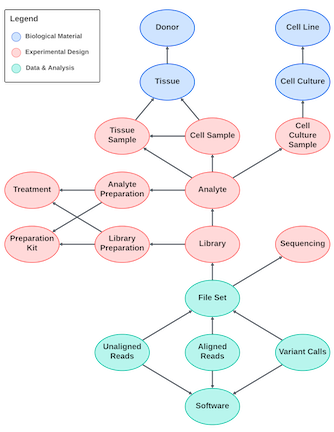 Legend
Biological Material
Experimental Design
Data & Analysis
Donor
Cell Line
Tissue
Cell Culture
Tissue
Sample
Cell Sample
Cell
Culture
Sample
Treatment
Analyte
Preparation
Analyte
Preparation
Kit
Library
Preparation
Library
Sequencing
File Set
Unaligned
Reads
Aligned
Reads
Variant Calls
Software